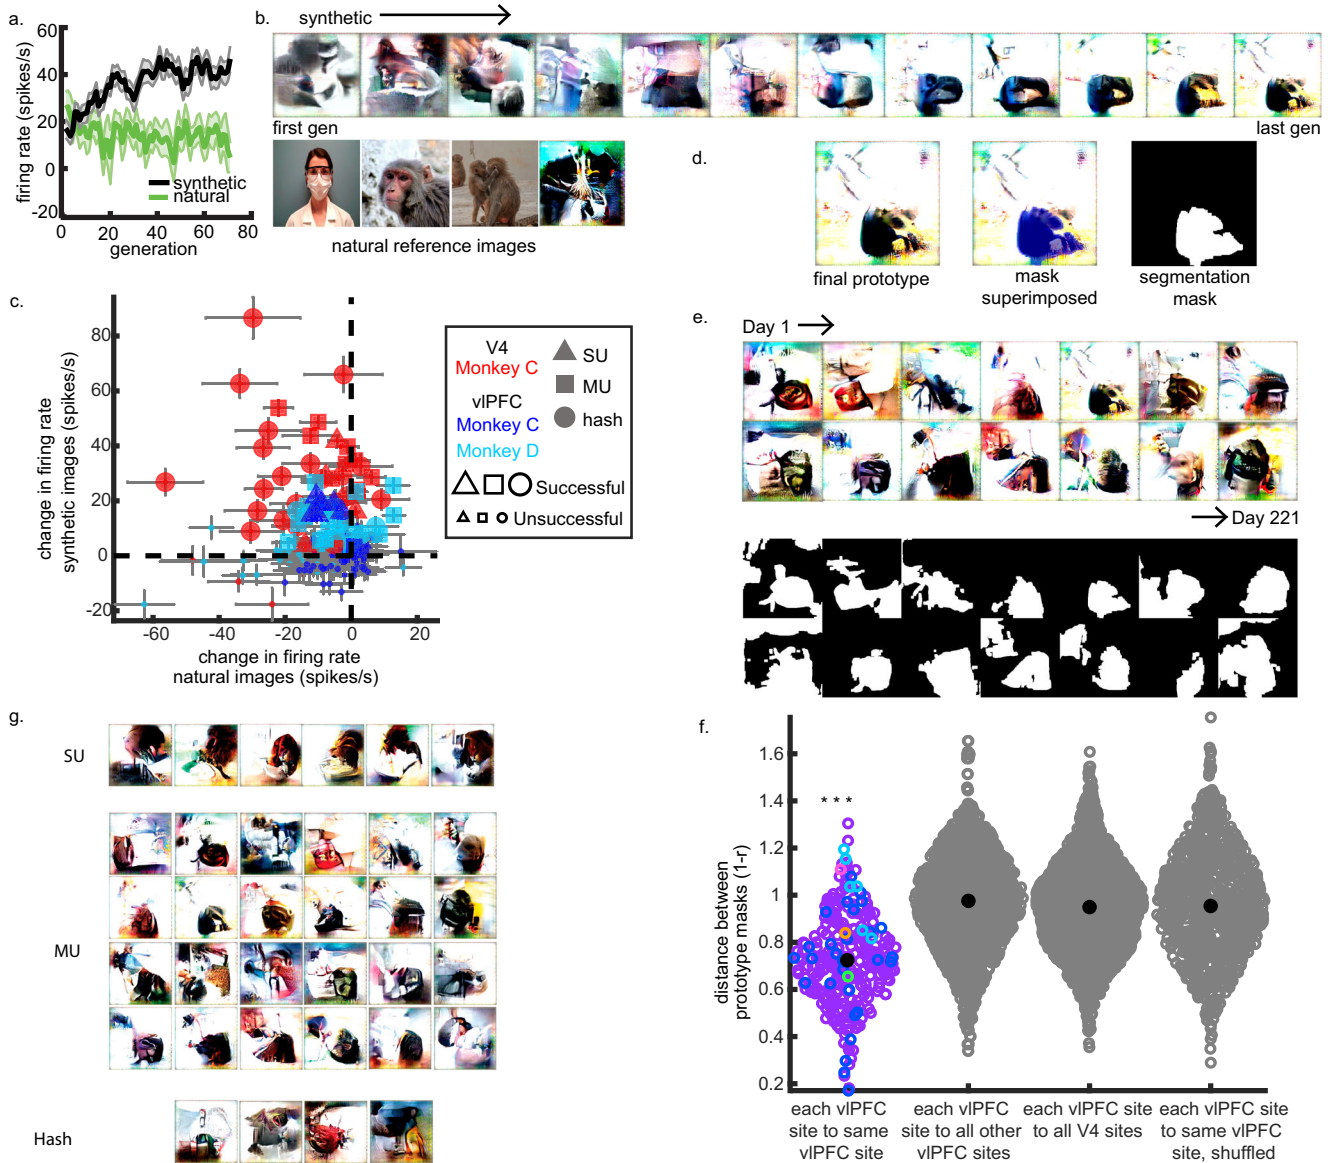 a.
firing rate (spikes/s)
60
40
20
0
-20
0
20
40
60
80
generation
synthetic
natural
b.
synthetic
first gen
last gen
natural reference images
d.
final prototype
mask
superimposed
segmentation
mask
c.
change in firing rate
synthetic images (spikes/s)
80
60
40
20
0
-20
-60
-40
-20
0
20
change in firing rate
natural images (spikes/s)
V4
Monkey C
vlPFC
Monkey C
Monkey D
SU
MU
hash
Successful
Unsuccessful
e.
Day 1
Day 221
g.
SU
MU
Hash
f.
distance between
prototype masks (1-r)
1.6
1.4
1.2
1
0.8
0.6
0.4
0.2
* * *
each vlPFC
site to same
vlPFC site
each vlPFC
site to all other
vlPFC sites
each vlPFC site
to all V4 sites
each vlPFC site
to same vlPFC
site, shuffled